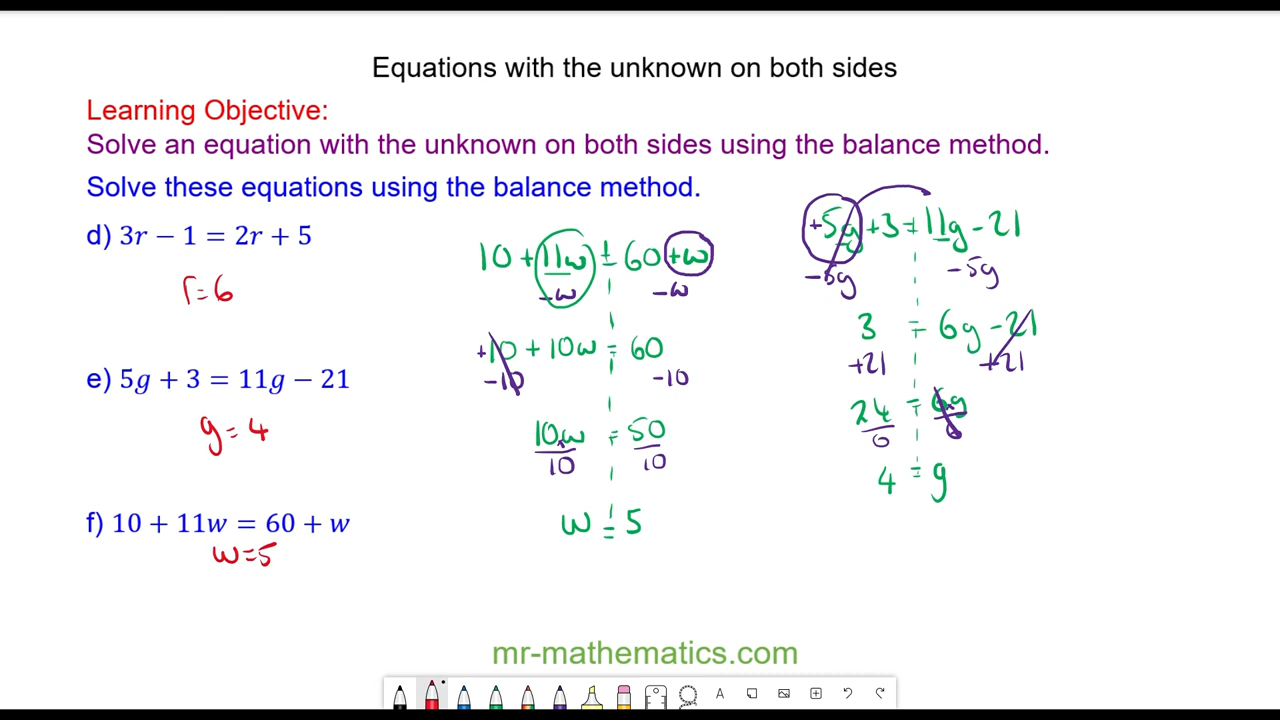 Equations with the unknown on both sides
Learning Objective:
Solve an equation with the unknown on both sides using the balance method.
Solve these equations using the balance method.
d) 3r − 1 = 2r + 5
r = 6
e) 5g + 3 = 11g − 21
g = 4
f) 10 + 11w = 60 + w
w = 5
10 + 11w = 60 + w
−w −w
+10 + 10w = 60
−10 −10
10w = 50
10 10
w = 5
+5g + 3 = 11g − 21
−5g −5g
3 = 6g − 21
+21 +21
24 = 6g
6 6
4 = g
mr-mathematics.com
A